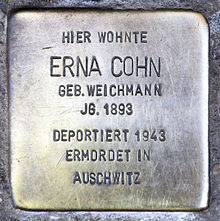 HIER WOHNTE
ERNA COHN
GEB. WEICHMANN
JG. 1893
DEPORTIERT 1943
ERMORDET IN
AUSCHWITZ